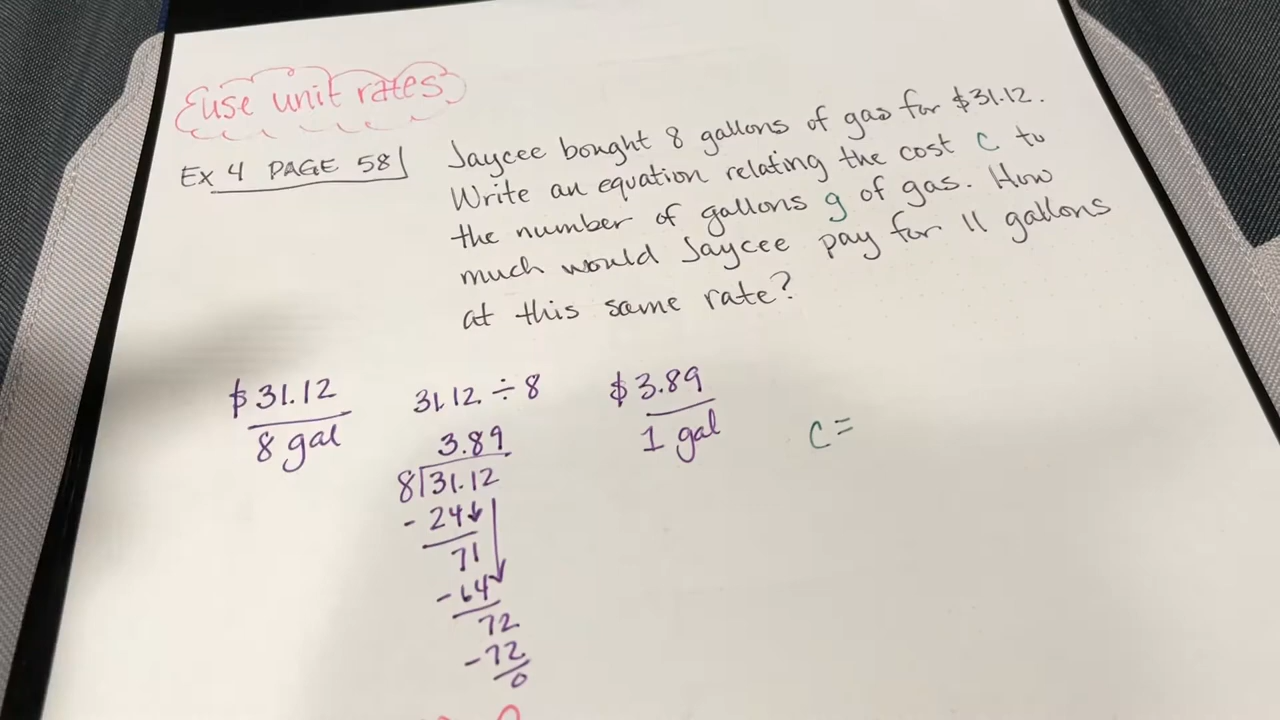 use unit rates
Ex 4 PAGE 58
Jaycee bought 8 gallons of gas for $31.12.
Write an equation relating the cost c to
the number of gallons g of gas. How
much would Jaycee pay for 11 gallons
at this same rate?
$31.12
8 gal
31.12 ÷ 8
3.89
8 31.12
- 24
71
- 64
72
- 72
0
$3.89
1 gal
c =